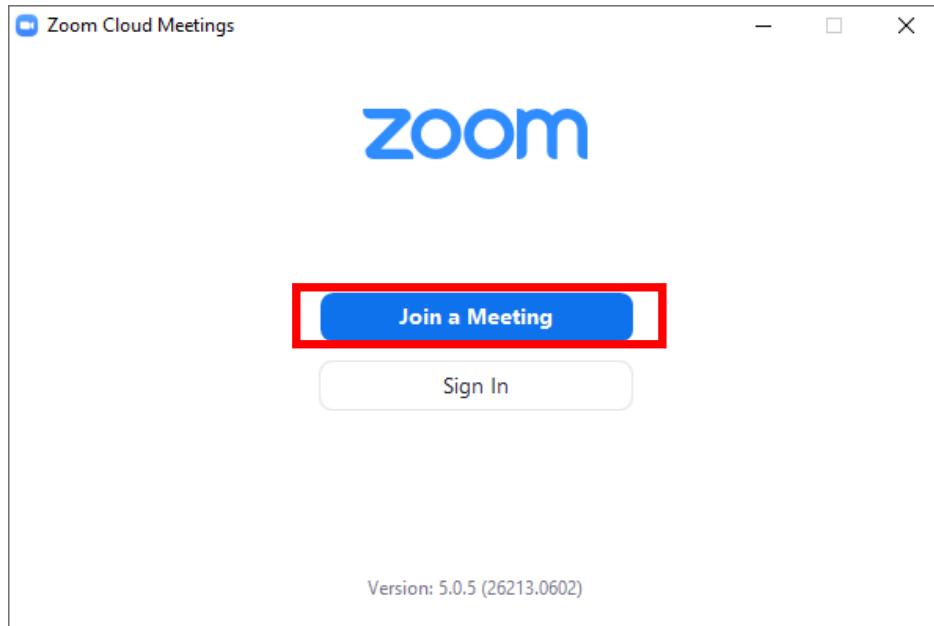 Zoom Cloud Meetings
zoom
Join a Meeting
Sign In
Version: 5.0.5 (26213.0602)